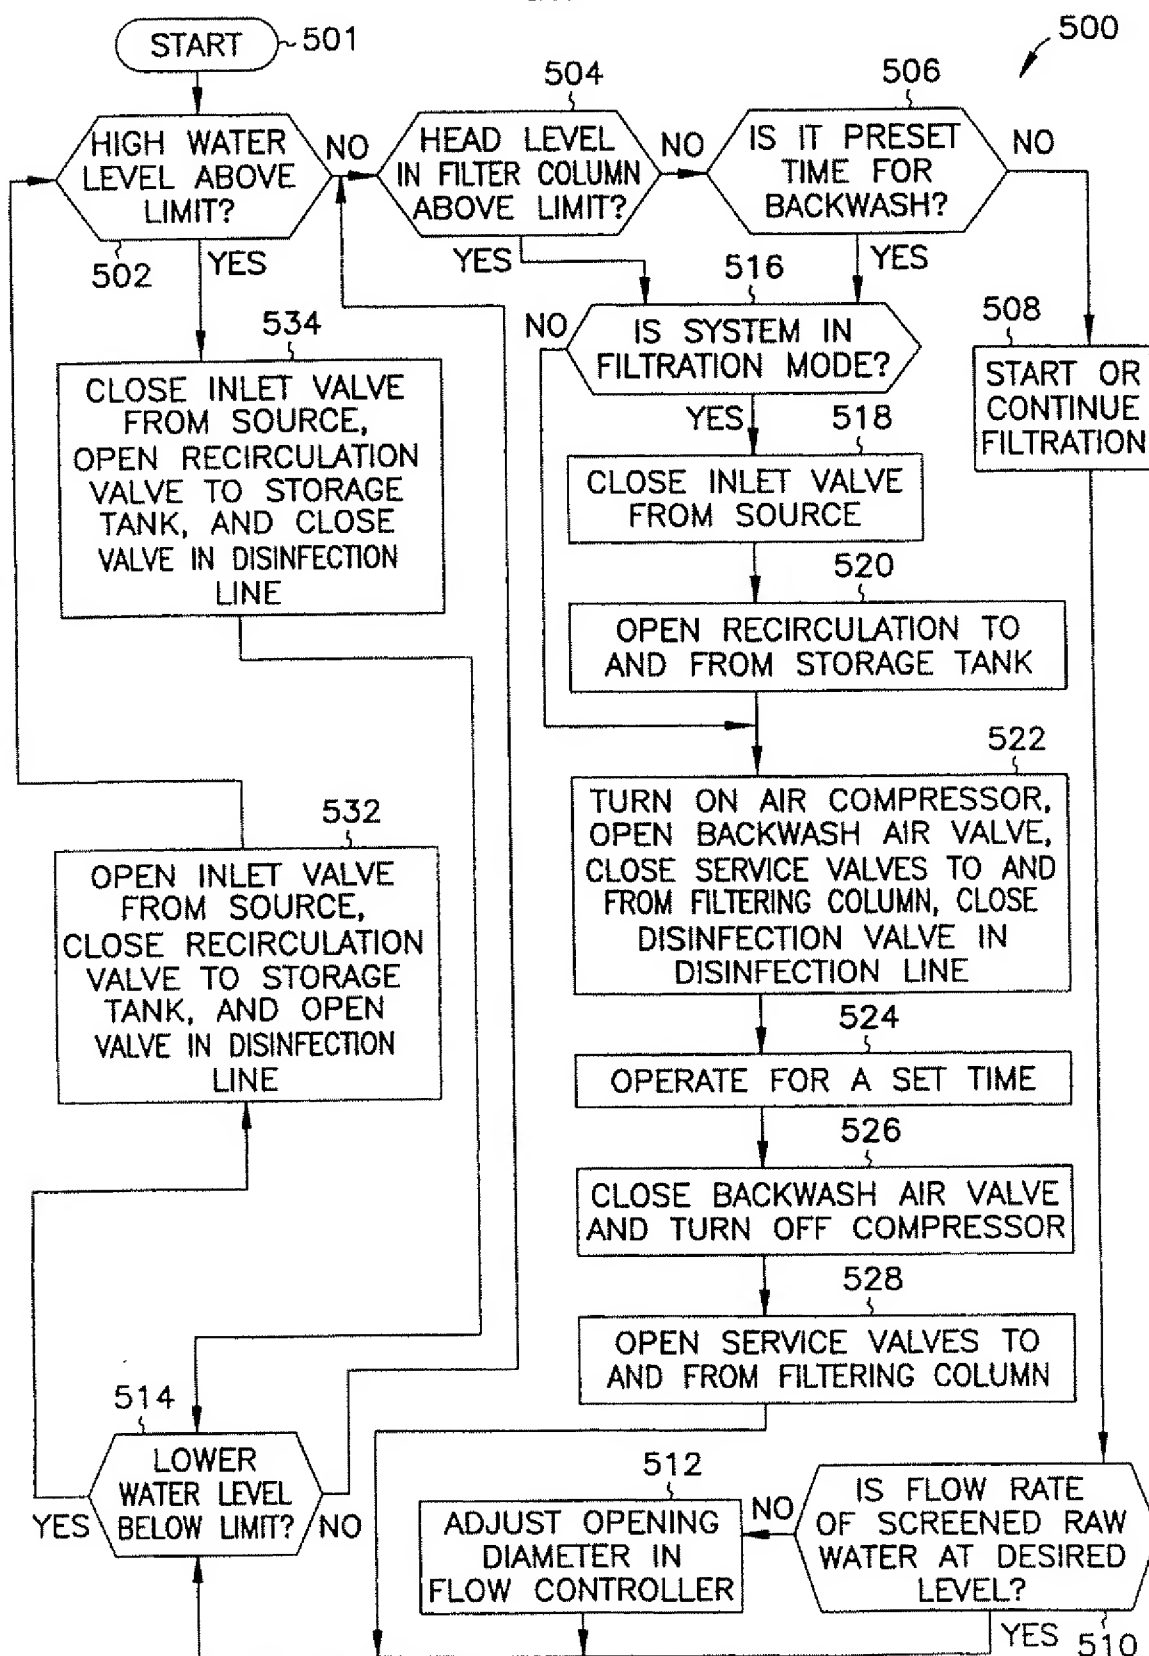 500
START
501
504
506
HIGH WATER
LEVEL ABOVE
LIMIT?
NO
HEAD LEVEL
IN FILTER COLUMN
ABOVE LIMIT?
NO
IS IT PRESET
TIME FOR
BACKWASH?
NO
502
YES
YES
YES
516
534
NO
IS SYSTEM IN
FILTRATION MODE?
508
CLOSE INLET VALVE
FROM SOURCE,
OPEN RECIRCULATION
VALVE TO STORAGE
TANK, AND CLOSE
VALVE IN DISINFECTION
LINE
START OR
CONTINUE
FILTRATION
YES
518
CLOSE INLET VALVE
FROM SOURCE
520
OPEN RECIRCULATION TO
AND FROM STORAGE TANK
522
TURN ON AIR COMPRESSOR,
OPEN BACKWASH AIR VALVE,
CLOSE SERVICE VALVES TO AND
FROM FILTERING COLUMN, CLOSE
DISINFECTION VALVE IN
DISINFECTION LINE
532
OPEN INLET VALVE
FROM SOURCE,
CLOSE RECIRCULATION
VALVE TO STORAGE
TANK, AND OPEN
VALVE IN DISINFECTION
LINE
524
OPERATE FOR A SET TIME
526
CLOSE BACKWASH AIR VALVE
AND TURN OFF COMPRESSOR
528
OPEN SERVICE VALVES TO
AND FROM FILTERING COLUMN
514
LOWER
WATER LEVEL
BELOW LIMIT?
YES
NO
512
ADJUST OPENING
DIAMETER IN
FLOW CONTROLLER
NO
IS FLOW RATE
OF SCREENED RAW
WATER AT DESIRED
LEVEL?
YES
510